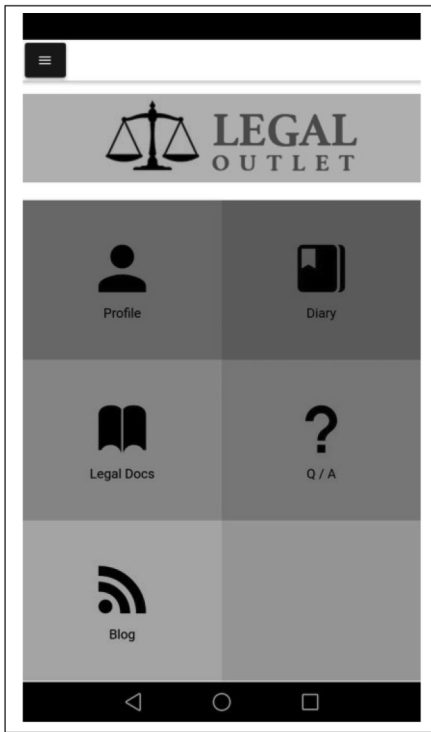 LEGAL
OUTLET
Profile
Diary
Legal Docs
Q / A
Blog